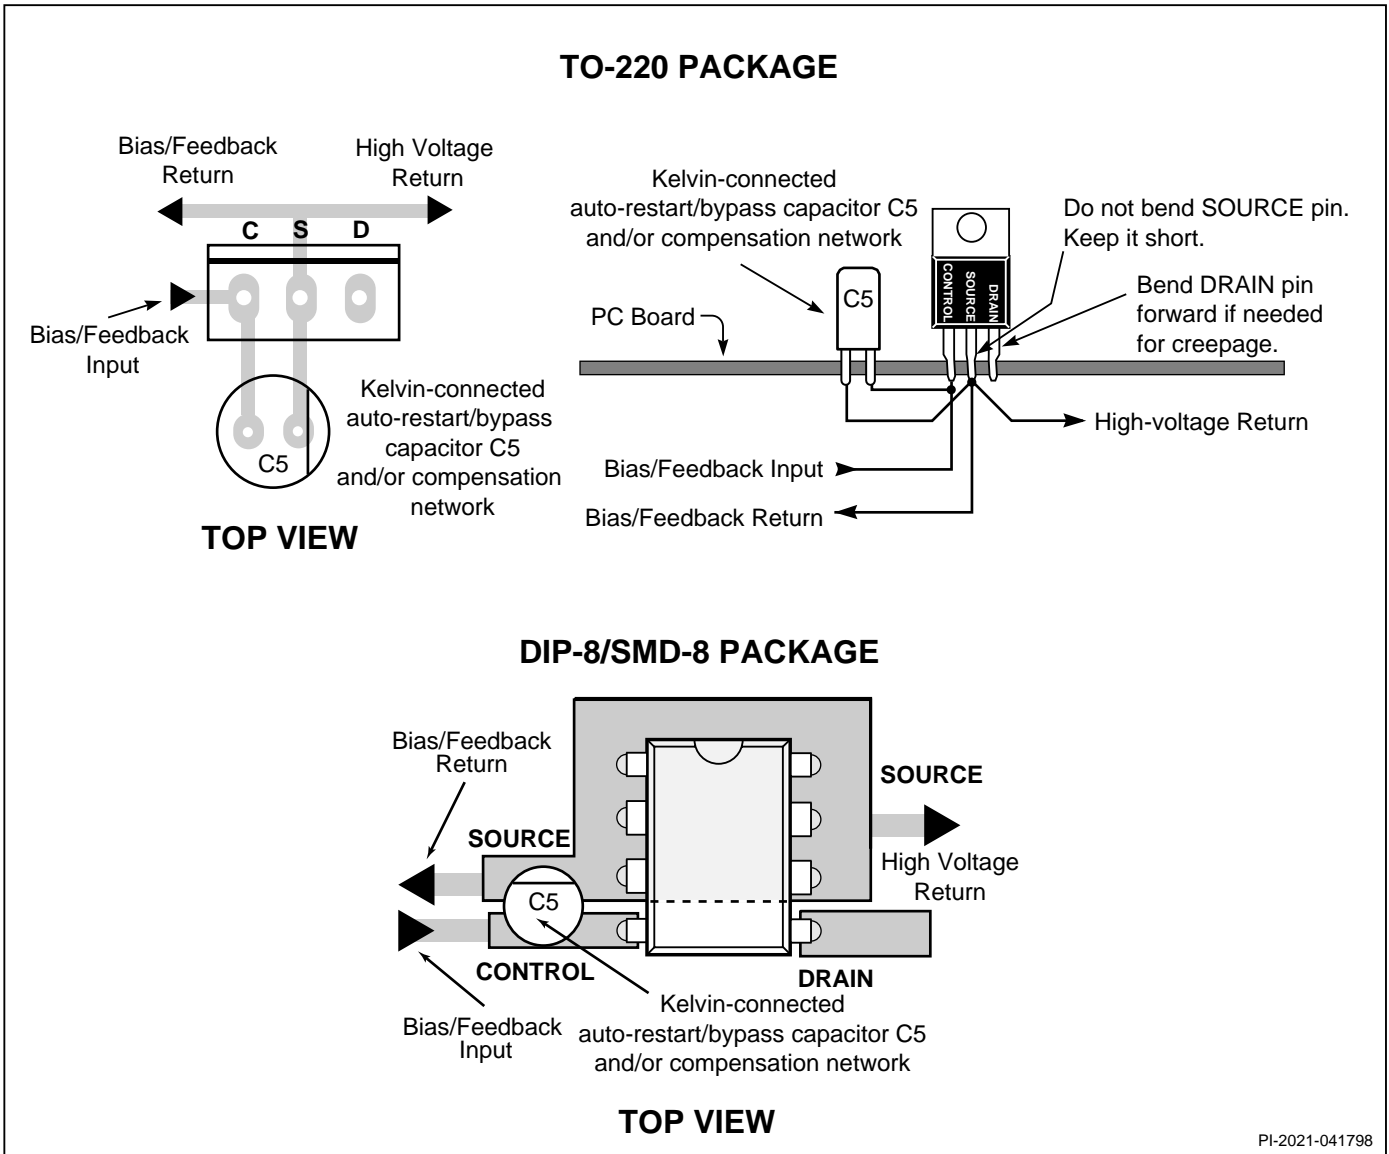 TO-220 PACKAGE
Bias/Feedback
Return
High Voltage
Return
C S D
Bias/Feedback
Input
Kelvin-connected
auto-restart/bypass
capacitor C5
and/or compensation
network
C5
TOP VIEW
Kelvin-connected
auto-restart/bypass capacitor C5
and/or compensation network
Do not bend SOURCE pin.
Keep it short.
CONTROL
SOURCE
DRAIN
C5
PC Board
Bend DRAIN pin
forward if needed
for creepage.
High-voltage Return
Bias/Feedback Input
Bias/Feedback Return
DIP-8/SMD-8 PACKAGE
Bias/Feedback
Return
SOURCE
SOURCE
High Voltage
Return
C5
CONTROL
DRAIN
Bias/Feedback
Input
Kelvin-connected
auto-restart/bypass capacitor C5
and/or compensation network
TOP VIEW
PI-2021-041798